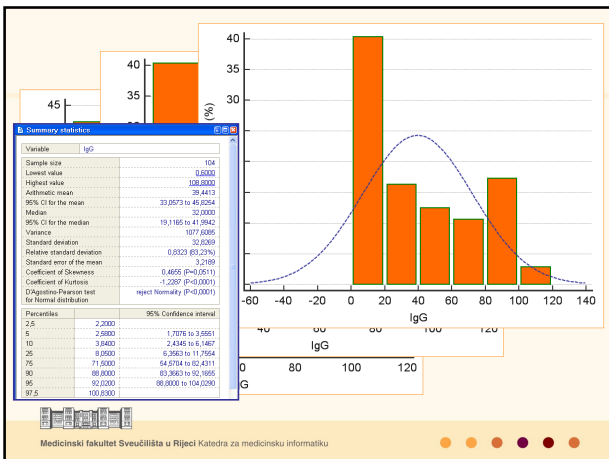 45
40
35
30
40
35
30
(%)
-60 -40 -20 0 20 40 60 80 100 120 140
IgG
40 60 80 100 120
IgG
0 80 100 120
G
Summary statistics
Variable IgG
Sample size 104
Lowest value 0,6000
Highest value 108,8000
Arithmetic mean 39,4413
95% CI for the mean 33,0573 to 45,8254
Median 32,0000
95% CI for the median 19,1165 to 41,9942
Variance 1077,6085
Standard deviation 32,8269
Relative standard deviation 0,8323 (83,23%)
Standard error of the mean 3,2189
Coefficient of Skewness 0,4655 (P=0,0511)
Coefficient of Kurtosis -1,2287 (P<0,0001)
D'Agostino-Pearson test reject Normality (P<0,0001)
for Normal distribution
Percentiles 95% Confidence interval
2,5 2,2000
5 2,5800 1,7076 to 3,5551
10 3,8400 2,4345 to 6,1467
25 8,0500 6,3563 to 11,7554
75 71,5000 54,5704 to 82,4311
90 88,8000 83,3663 to 92,1655
95 92,0200 88,8000 to 104,0290
97,5 100,8300
Medicinski fakultet Sveučilišta u Rijeci Katedra za medicinsku informatiku